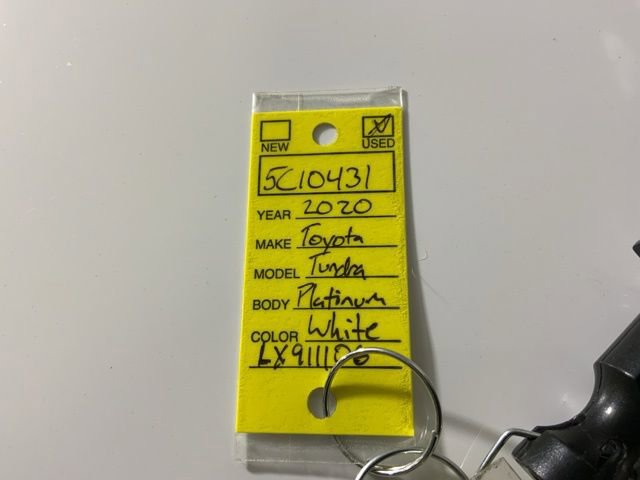 NEW USED
5C10431
YEAR 2020
MAKE Toyota
MODEL Tundra
BODY Platinum
COLOR White